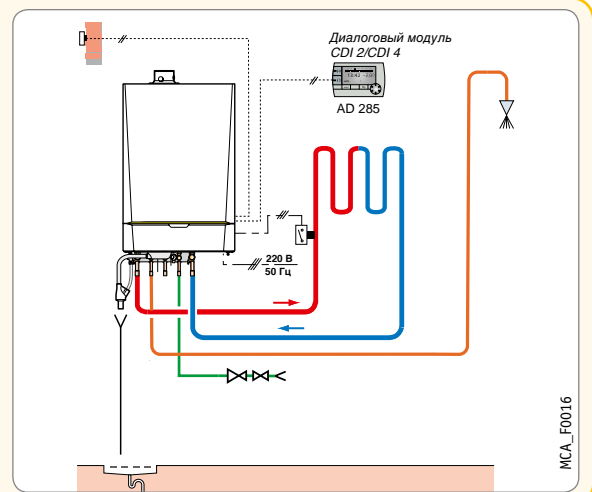 Диалоговый модуль
CDI 2/CDI 4
AD 285
220 В
50 Гц
MCA_F0016